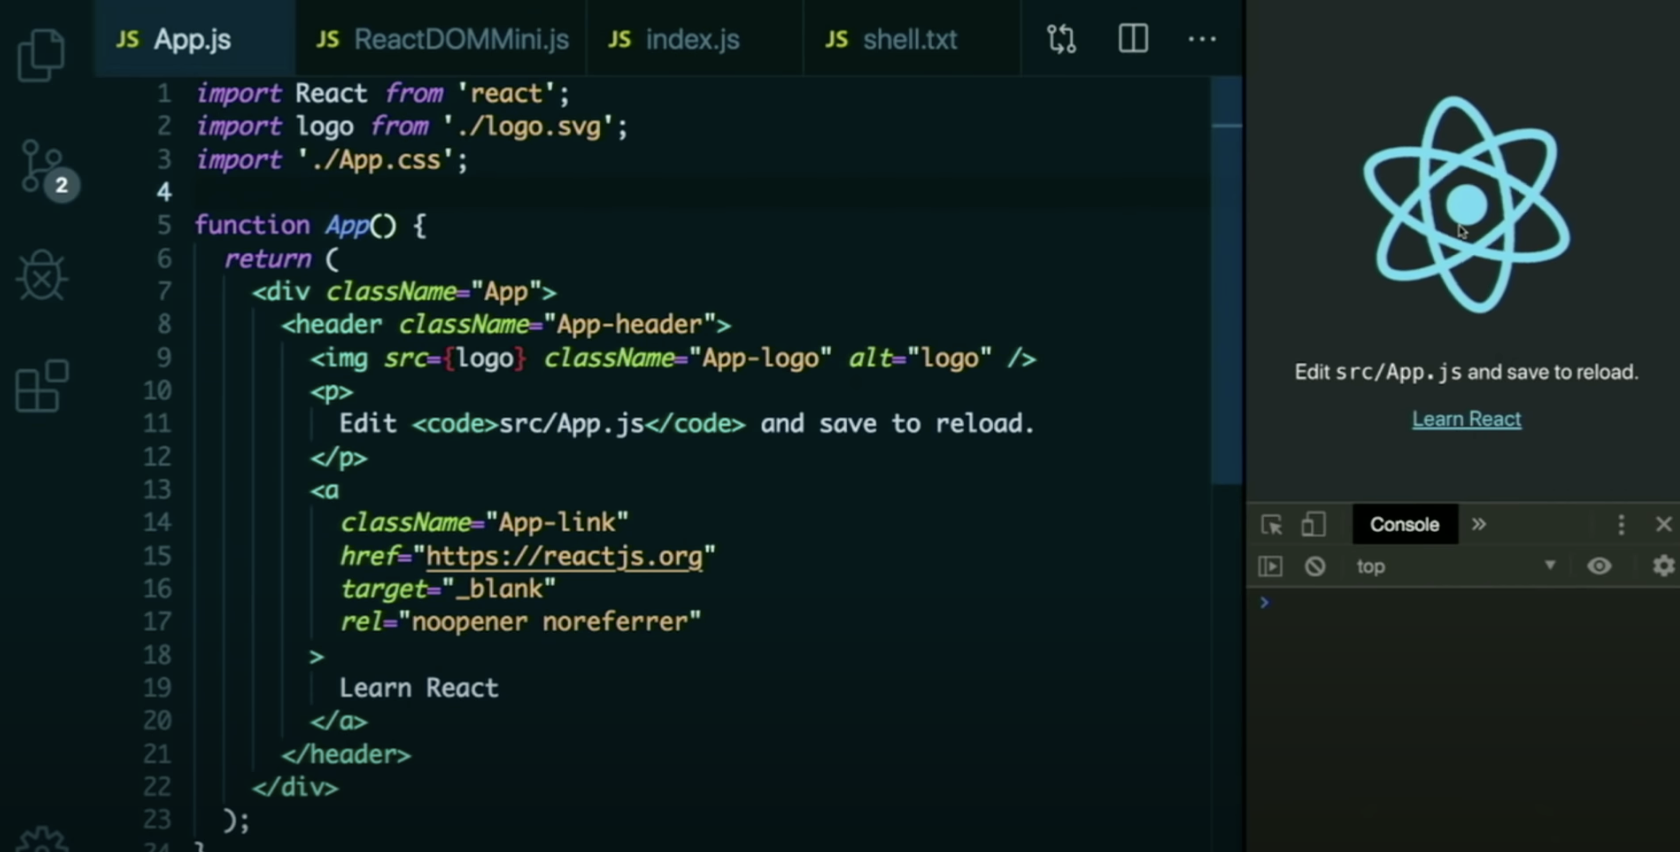 JS App.js
JS ReactDOMMini.js
JS index.js
JS shell.txt
2
1 import React from 'react';
2 import logo from './logo.svg';
3 import './App.css';
4
5 function App() {
6 return (
7 <div className="App">
8 <header className="App-header">
9 <img src={logo} className="App-logo" alt="logo" />
10 <p>
11 Edit <code>src/App.js</code> and save to reload.
12 </p>
13 <a
14 className="App-link"
15 href="https://reactjs.org"
16 target="_blank"
17 rel="noopener noreferrer"
18 >
19 Learn React
20 </a>
21 </header>
22 </div>
23 );
24 }
Edit src/App.js and save to reload.
Learn React
Console
top